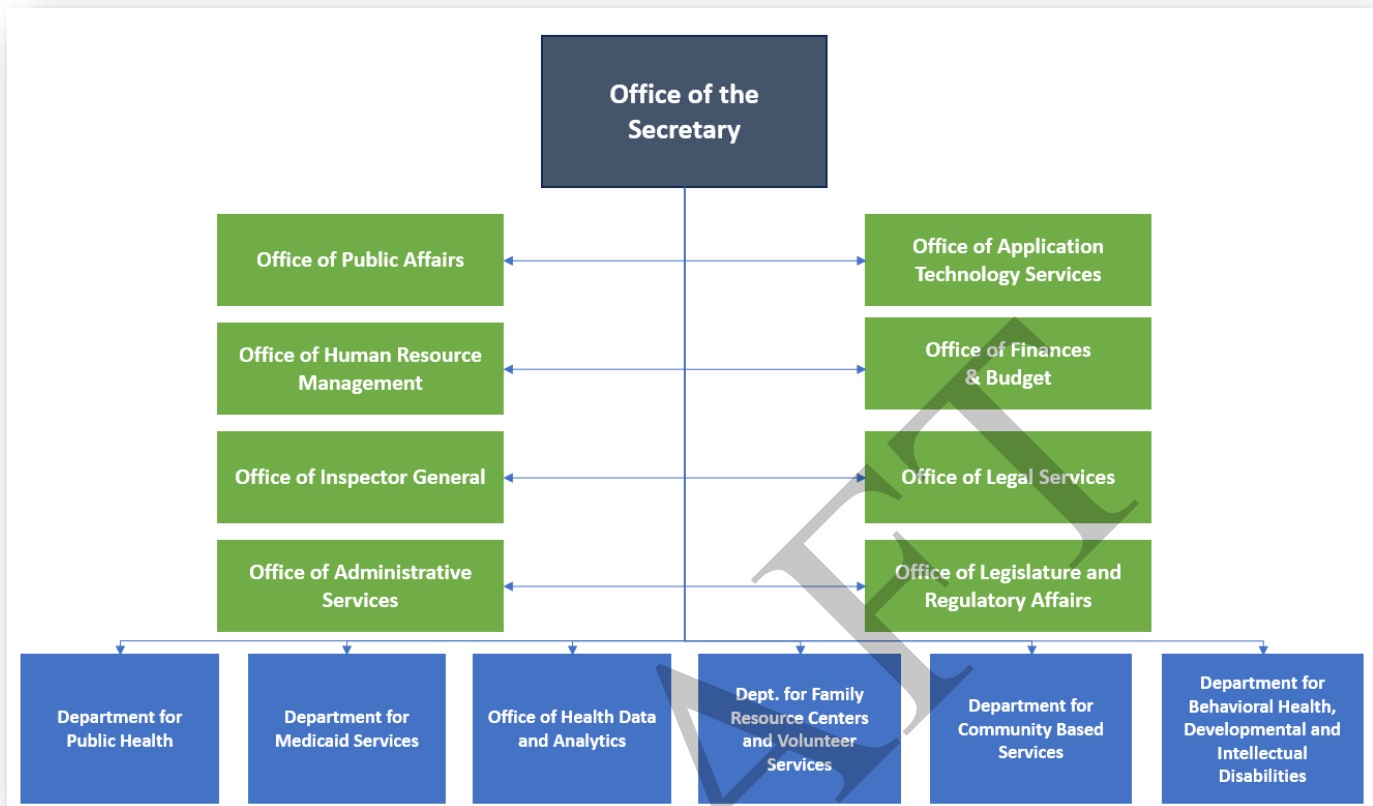 Office of the
Secretary
Office of Public Affairs
Office of Application
Technology Services
Office of Human Resource
Management
Office of Finances
& Budget
Office of Inspector General
Office of Legal Services
Office of Administrative
Services
Office of Legislature and
Regulatory Affairs
Department for
Public Health
Department for
Medicaid Services
Office of Health Data
and Analytics
Dept. for Family
Resource Centers
and Volunteer
Services
Department for
Community Based
Services
Department for
Behavioral Health,
Developmental and
Intellectual
Disabilities
AFT